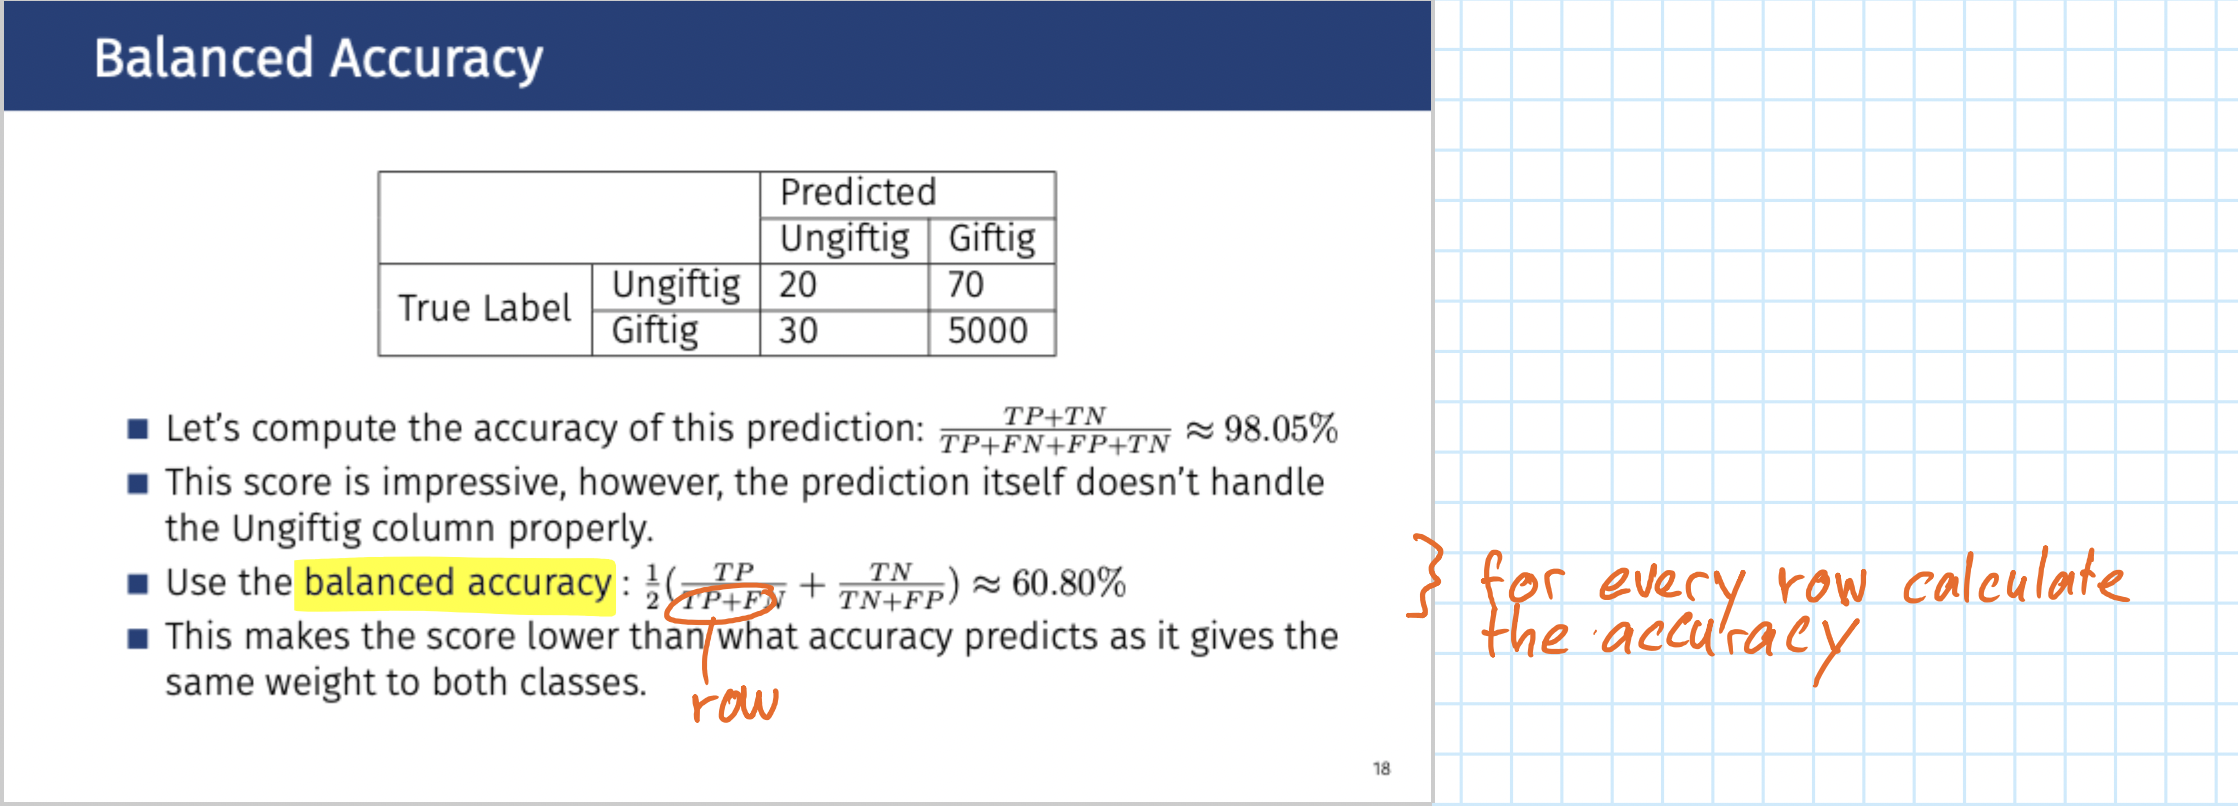 Balanced Accuracy
Predicted
Ungiftig Giftig
True Label
Ungiftig 20 70
Giftig 30 5000
Let's compute the accuracy of this prediction: \frac{TP+TN}{TP+FN+FP+TN} ≈ 98.05%
This score is impressive, however, the prediction itself doesn't handle
the Ungiftig column properly.
Use the balanced accuracy : \frac{1}{2}(\frac{TP}{TP+FN} + \frac{TN}{TN+FP}) ≈ 60.80%
This makes the score lower than what accuracy predicts as it gives the
same weight to both classes.
row
} for every row calculate
the accuracy
18